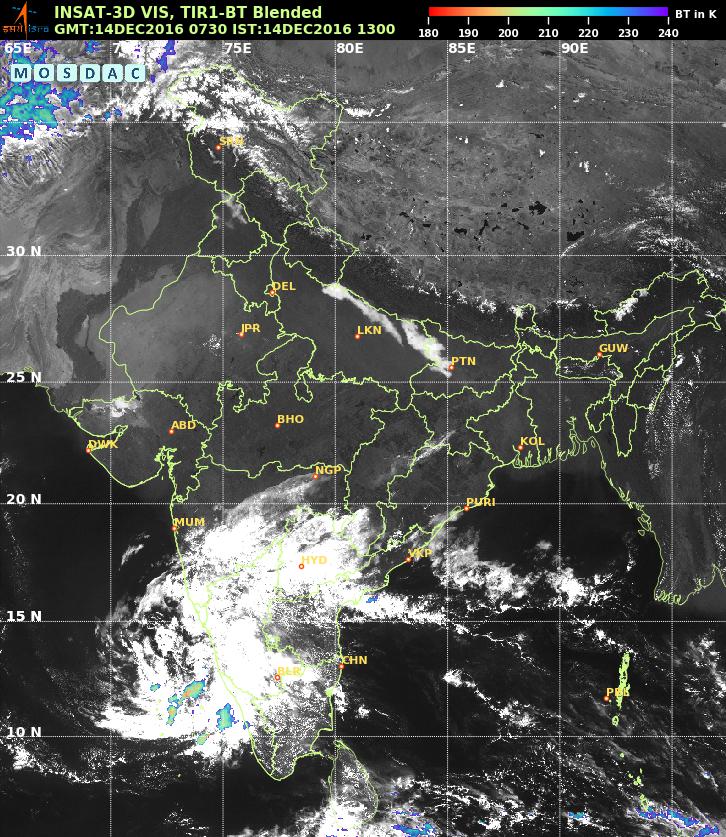 INSAT-3D VIS, TIR1-BT Blended
GMT:14DEC2016 0730 IST:14DEC2016 1300
BT in K
180 190 200 210 220 230 240
65E 70E 75E 80E 85E 90E
M O S D A C
SRN
30 N
DEL
JPR LKN
GUW
PTN
25 N
ABD BHO
DWK KOL
NGP
20 N PURI
MUM
VKP
HYD
15 N
CHN
BLR
PBL
10 N